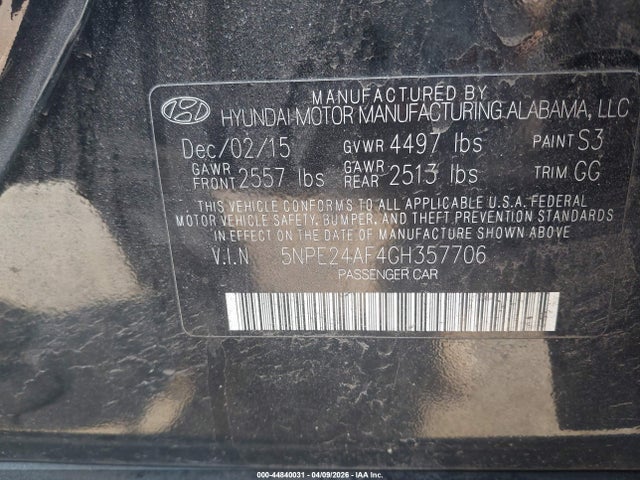 MANUFACTURED BY
HYUNDAI MOTOR MANUFACTURING ALABAMA, LLC
Dec/02/15 GVWR 4497 lbs PAINT S3
GAWR FRONT 2557 lbs GAWR REAR 2513 lbs TRIM GG
THIS VEHICLE CONFORMS TO ALL APPLICABLE U.S.A. FEDERAL
MOTOR VEHICLE SAFETY, BUMPER, AND THEFT PREVENTION STANDARDS
IN EFFECT ON THE DATE OF MANUFACTURE SHOWN ABOVE.
V.I.N 5NPE24AF4GH357706
PASSENGER CAR
000-44840031 - 04/09/2026 - IAA Inc.